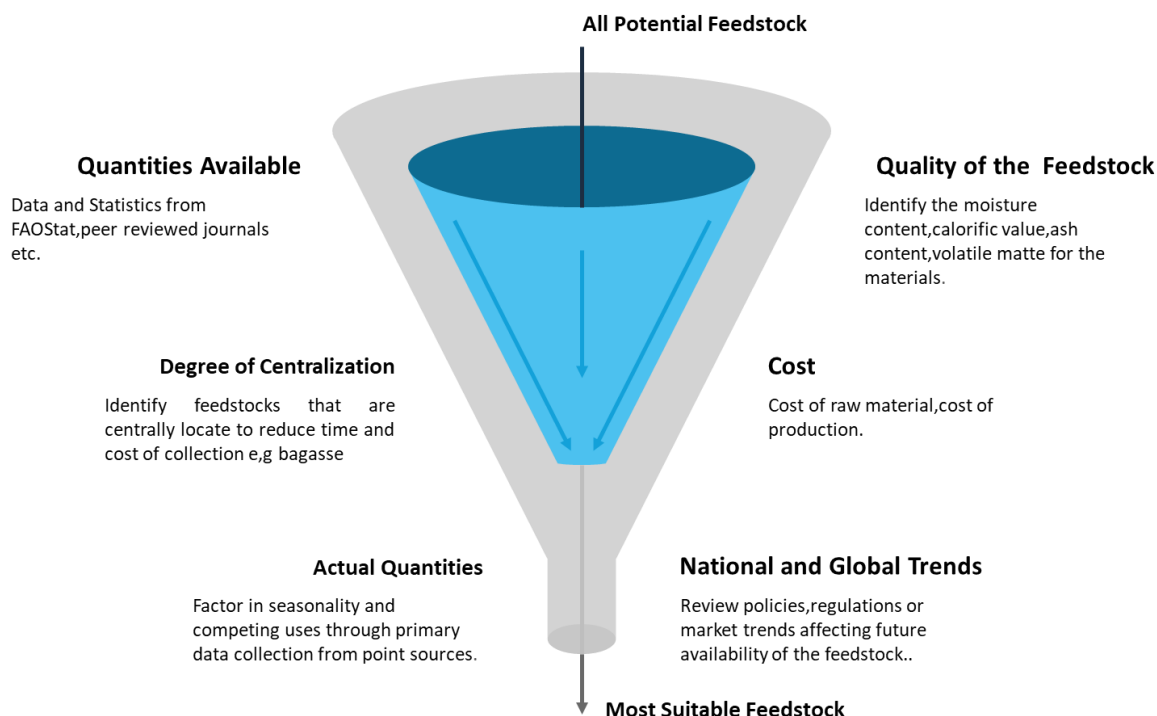 All Potential Feedstock
Quantities Available
Data and Statistics from
FAOStat,peer reviewed journals
etc.
Quality of the Feedstock
Identify the moisture
content,calorific value,ash
content,volatile matte for the
materials.
Degree of Centralization
Identify feedstocks that are
centrally locate to reduce time and
cost of collection e,g bagasse
Cost
Cost of raw material,cost of
production.
Actual Quantities
Factor in seasonality and
competing uses through primary
data collection from point sources.
National and Global Trends
Review policies,regulations or
market trends affecting future
availability of the feedstock..
Most Suitable Feedstock